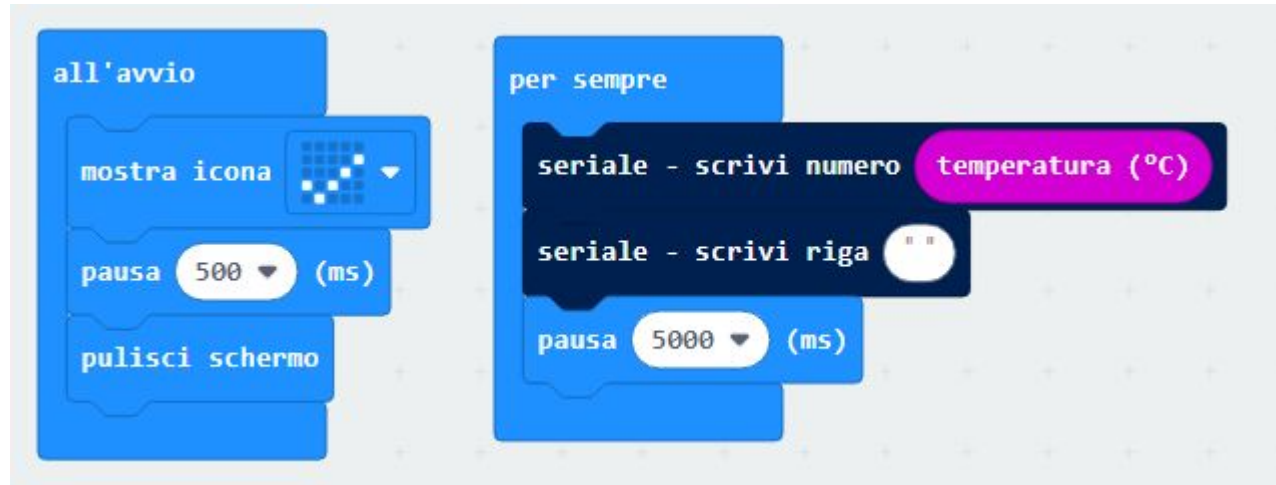 all'avvio
mostra icona
pausa 500 (ms)
pulisci schermo
per sempre
seriale - scrivi numero temperatura (°C)
seriale - scrivi riga " "
pausa 5000 (ms)